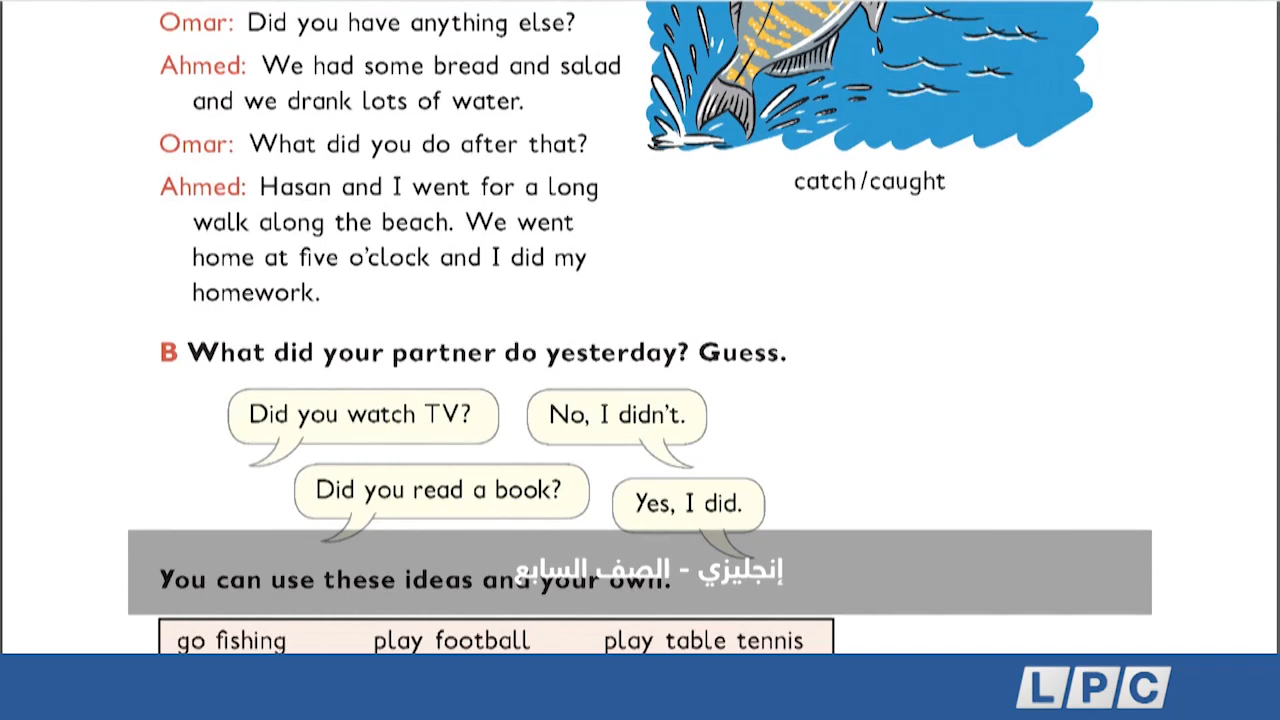 Omar: Did you have anything else?
Ahmed: We had some bread and salad
and we drank lots of water.
Omar: What did you do after that?
Ahmed: Hasan and I went for a long
walk along the beach. We went
home at five o'clock and I did my
homework.
catch/caught
B What did your partner do yesterday? Guess.
Did you watch TV?
No, I didn't.
Did you read a book?
Yes, I did.
You can use these ideas and your own.
إنجليزي - الصف السابع
go fishing play football play table tennis
LPC